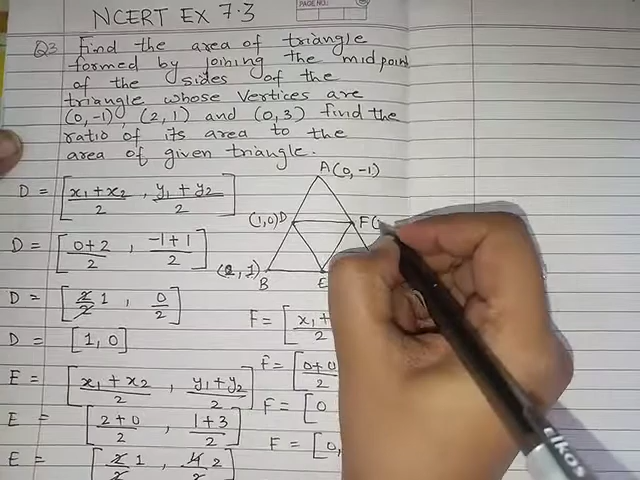 NCERT EX 7.3
PAGE NO.:
Q3 Find the area of triangle
formed by joining the midpoint
of the sides of the
triangle whose vertices are
(0,-1), (2,1) and (0,3) find the
ratio of its area to the
area of given triangle.
A(0,-1)
D = [x₁+x₂/2 , y₁+y₂/2]
(1,0)D F(
D = [0+2/2 , -1+1/2]
(2,1) B E
D = [2/2 1 , 0/2]
F = [x₁+
D = [1,0]
F = [0+0/2
E = [x₁+x₂/2 , y₁+y₂/2]
F = [0
E = [2+0/2 , 1+3/2]
F = [0,
E = [2/2 1 , 4/2 2]
elkos